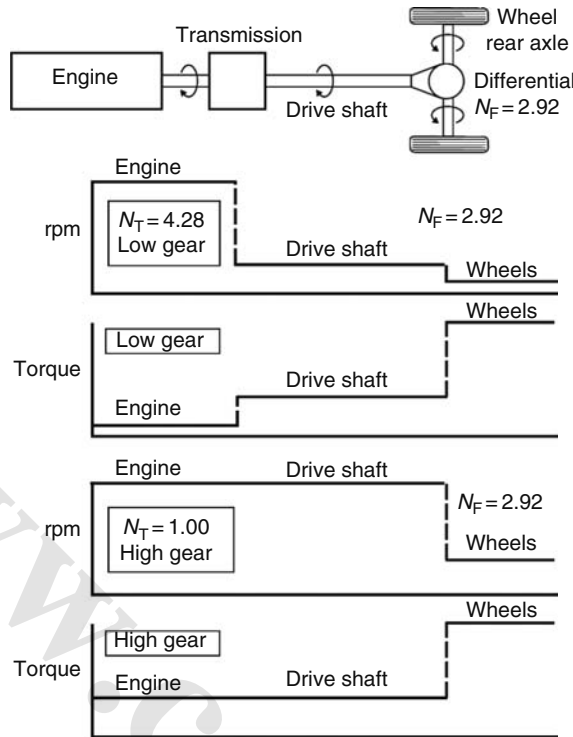 Wheel
rear axle
Transmission
Engine
Differential
Drive shaft
N_F = 2.92
Engine
rpm
N_T = 4.28
Low gear
N_F = 2.92
Drive shaft
Wheels
Wheels
Low gear
Torque
Drive shaft
Engine
Engine
Drive shaft
rpm
N_T = 1.00
High gear
N_F = 2.92
Wheels
Wheels
High gear
Torque
Engine
Drive shaft